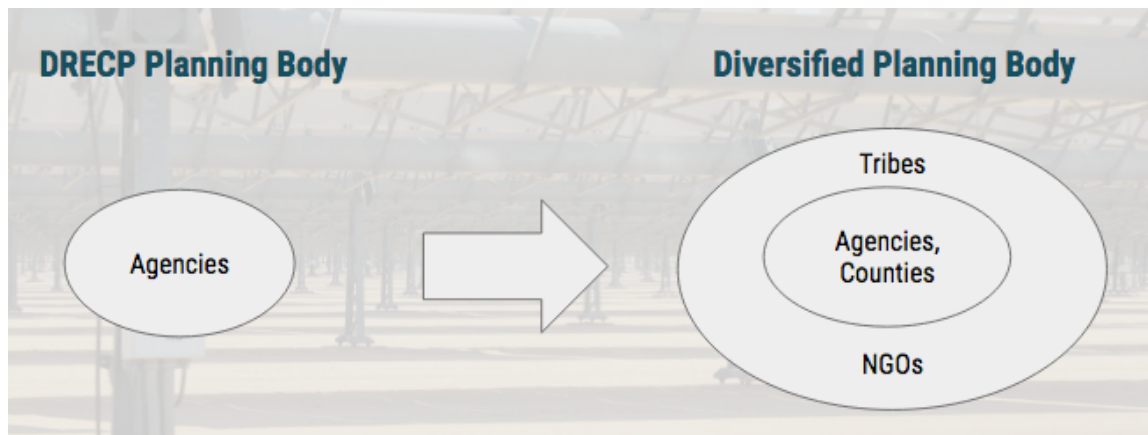 DRECP Planning Body
Diversified Planning Body
Agencies
Tribes
Agencies,
Counties
NGOs